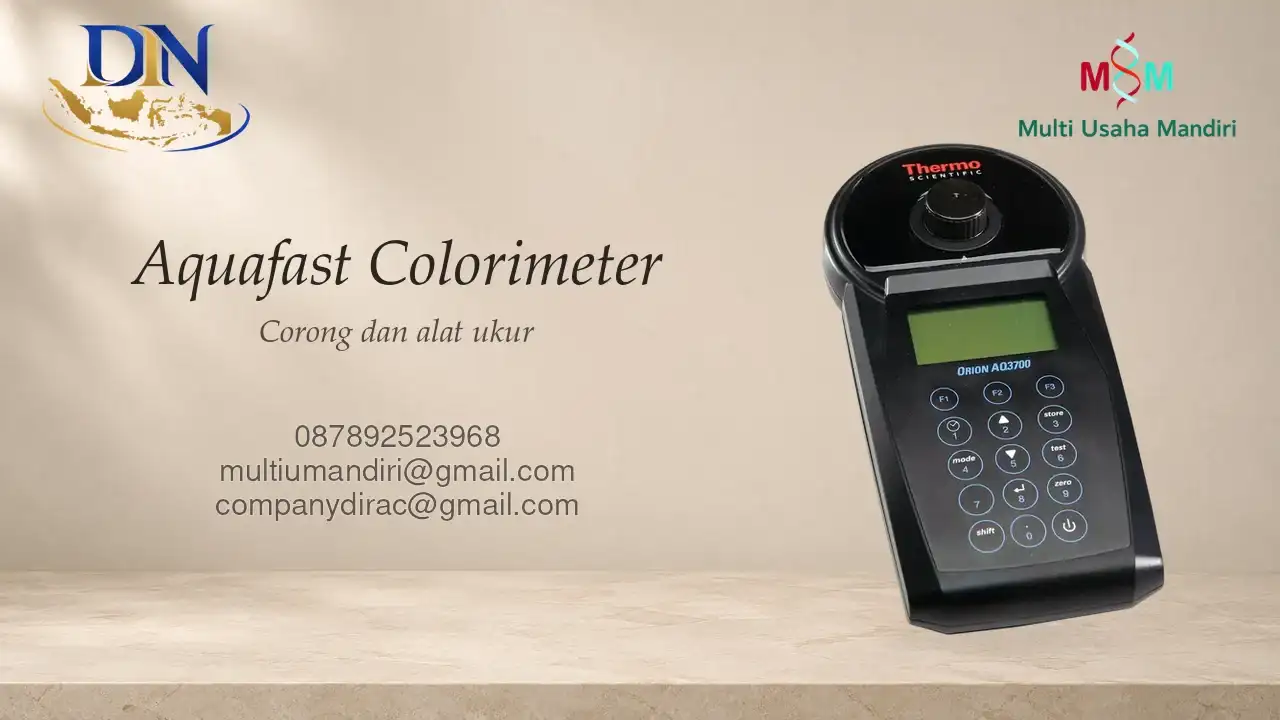 DIN
MSM
Multi Usaha Mandiri
Aquafast Colorimeter
Corong dan alat ukur
087892523968
multiumandiri@gmail.com
companydirac@gmail.com
Thermo
SCIENTIFIC
ORION AQ3700
F1 F2 F3
1 2 store 3
mode 4 5 test 6
7 8 zero 9
shift . 0